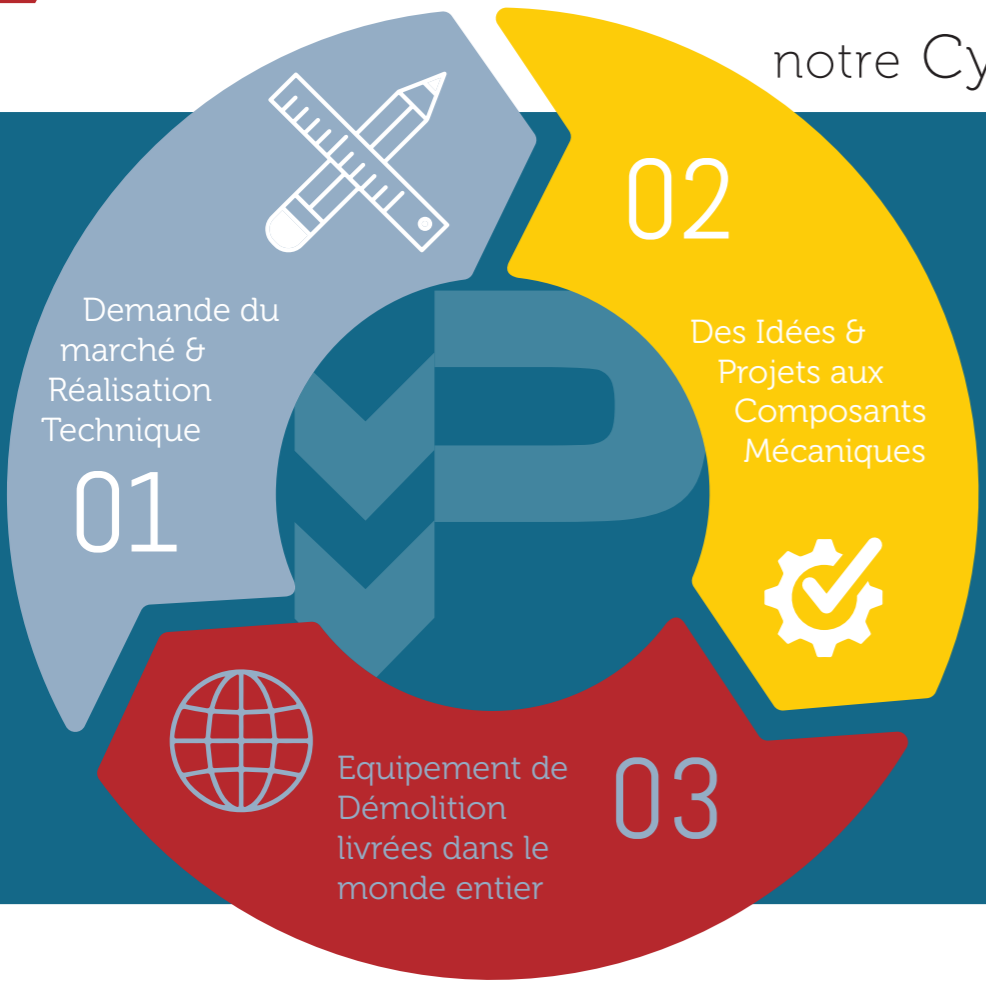 notre Cy
Demande du
marché &
Réalisation
Technique
01
02
Des Idées &
Projets aux
Composants
Mécaniques
Equipement de
Démolition
livrées dans le
monde entier
03
P